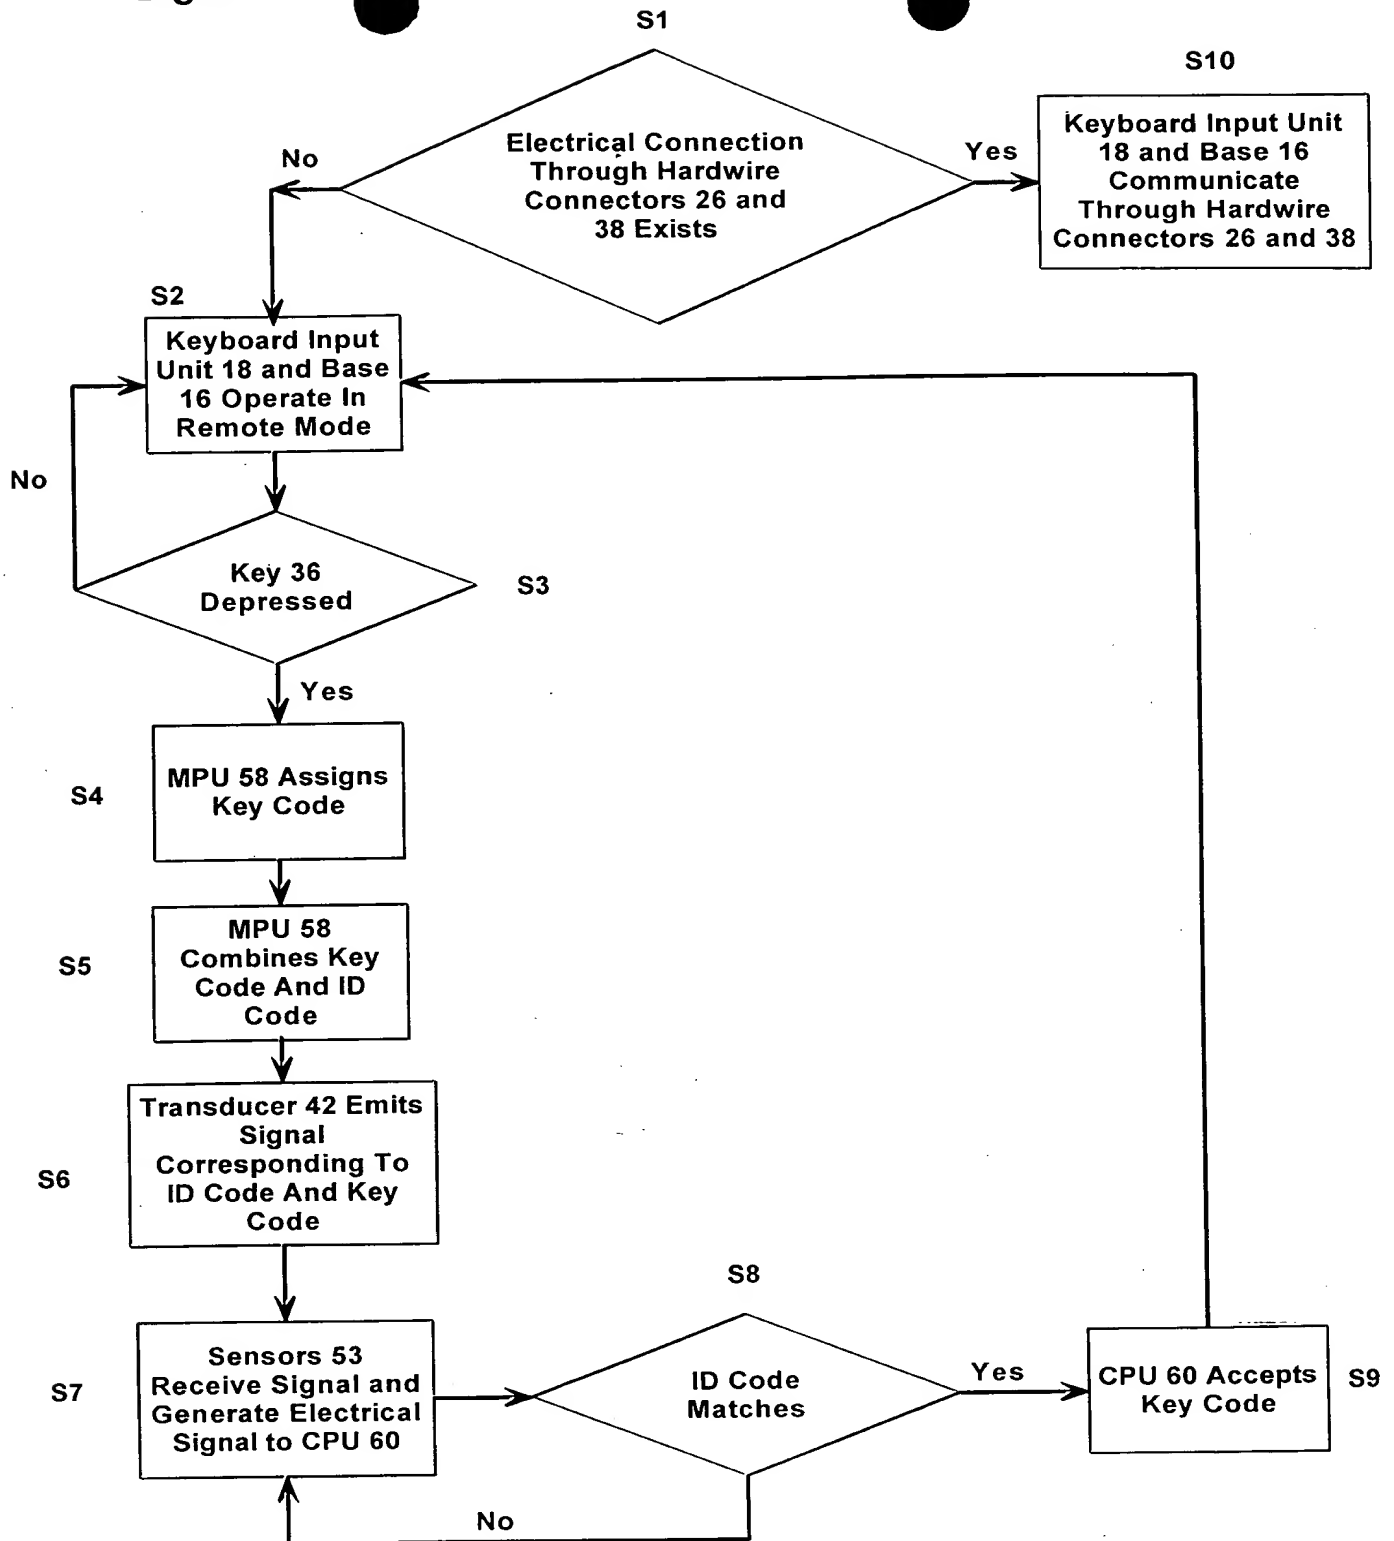 S1
S10
Electrical Connection
Through Hardwire
Connectors 26 and
38 Exists
No
Yes
Keyboard Input Unit
18 and Base 16
Communicate
Through Hardwire
Connectors 26 and 38
S2
Keyboard Input
Unit 18 and Base
16 Operate In
Remote Mode
No
Key 36
Depressed
S3
Yes
MPU 58 Assigns
Key Code
S4
MPU 58
Combines Key
Code And ID
Code
S5
Transducer 42 Emits
Signal
Corresponding To
ID Code And Key
Code
S6
S8
Sensors 53
Receive Signal and
Generate Electrical
Signal to CPU 60
S7
ID Code
Matches
Yes
CPU 60 Accepts
Key Code
S9
No